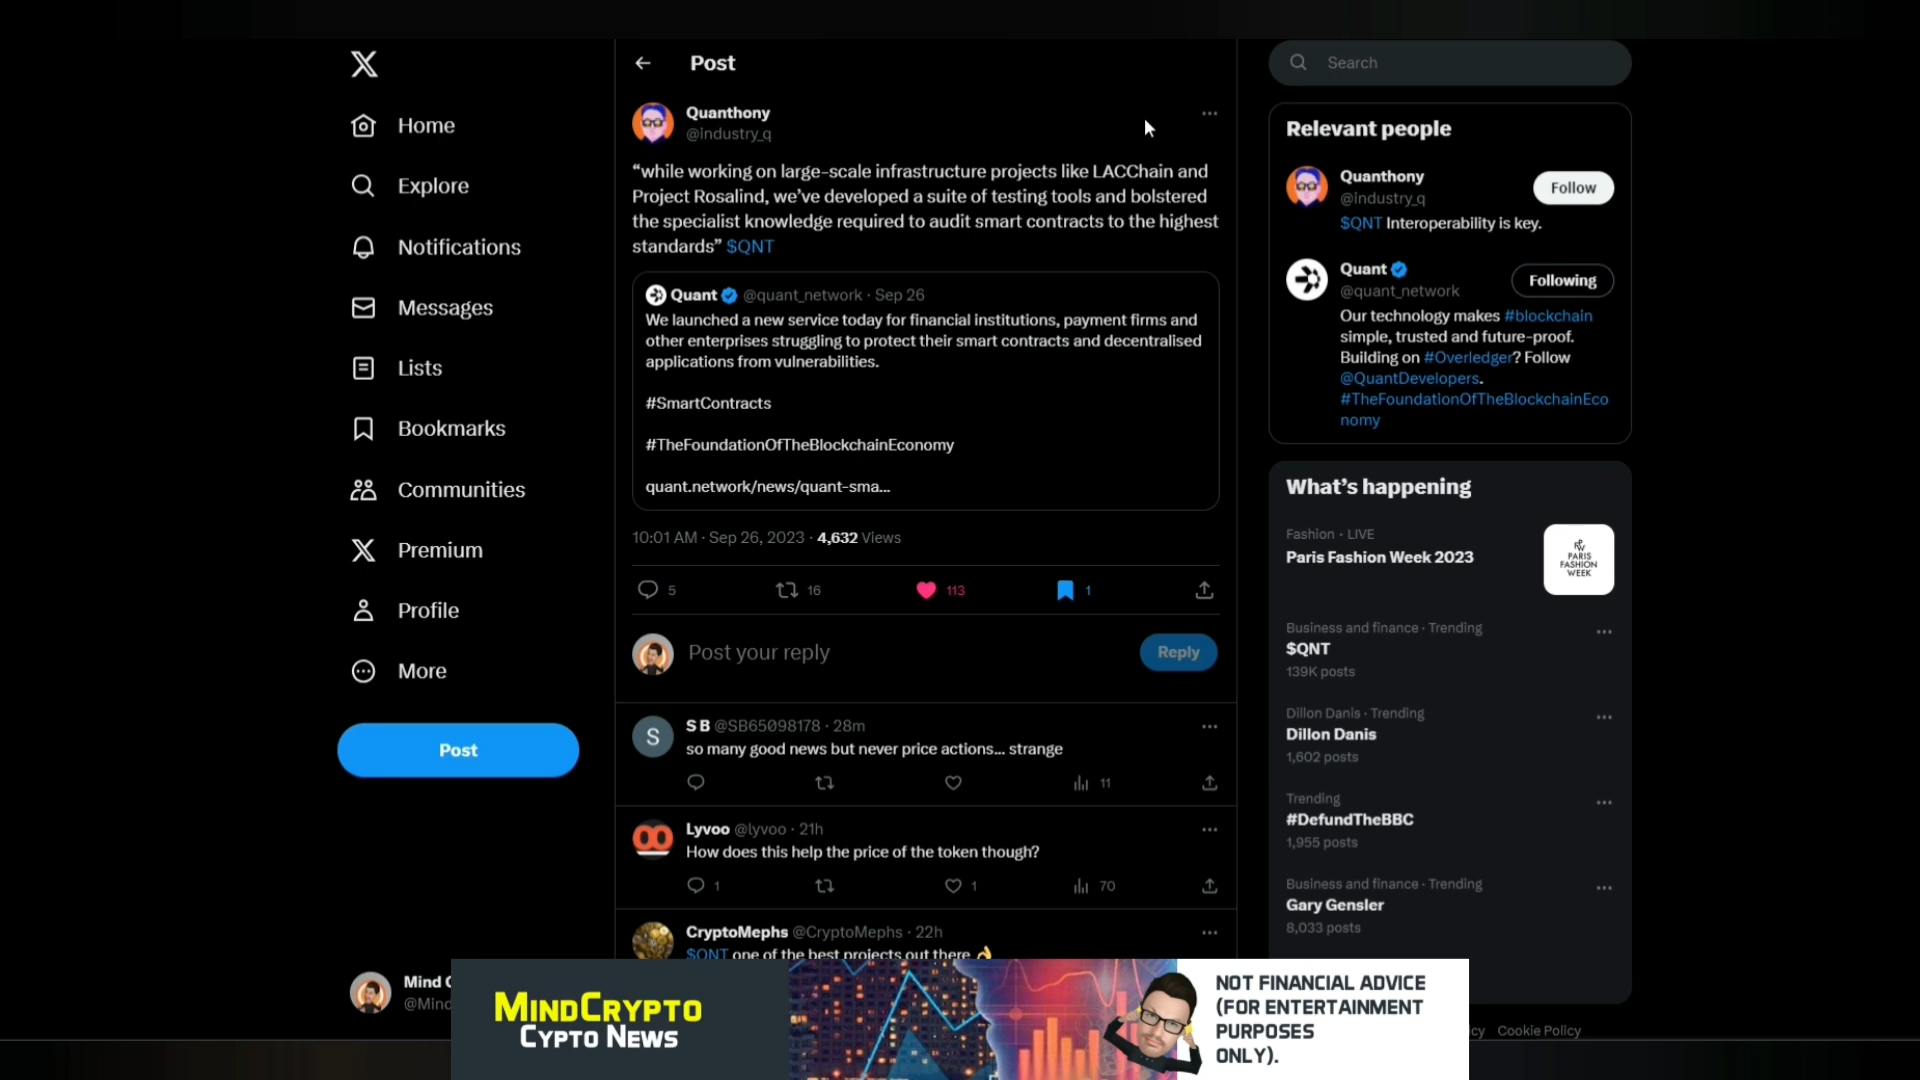 Home
Explore
Notifications
Messages
Lists
Bookmarks
Communities
Premium
Profile
More
Post
Mind
@Mind
Post
Quanthony
@industry_q
“while working on large-scale infrastructure projects like LACChain and
Project Rosalind, we’ve developed a suite of testing tools and bolstered
the specialist knowledge required to audit smart contracts to the highest
standards” $QNT
Quant @quant_network · Sep 26
We launched a new service today for financial institutions, payment firms and
other enterprises struggling to protect their smart contracts and decentralised
applications from vulnerabilities.
#SmartContracts
#TheFoundationOfTheBlockchainEconomy
quant.network/news/quant-sma...
10:01 AM · Sep 26, 2023 · 4,632 Views
5 16 113 1
Post your reply
Reply
S
S B @SB65098178 · 28m
so many good news but never price actions... strange
11
Lyvoo @lyvoo · 21h
How does this help the price of the token though?
1 1 70
CryptoMephs @CryptoMephs · 22h
$QNT one of the best projects out there 👌
Search
Relevant people
Quanthony
@industry_q
Follow
$QNT Interoperability is key.
Quant
@quant_network
Following
Our technology makes #blockchain
simple, trusted and future-proof.
Building on #Overledger? Follow
@QuantDevelopers.
#TheFoundationOfTheBlockchainEco
nomy
What’s happening
Fashion · LIVE
Paris Fashion Week 2023
PARIS
FASHION
WEEK
Business and finance · Trending
$QNT
139K posts
Dillon Danis · Trending
Dillon Danis
1,602 posts
Trending
#DefundTheBBC
1,955 posts
Business and finance · Trending
Gary Gensler
8,033 posts
cy Cookie Policy
MINDCRYPTO
CYPTO NEWS
NOT FINANCIAL ADVICE
(FOR ENTERTAINMENT
PURPOSES
ONLY).